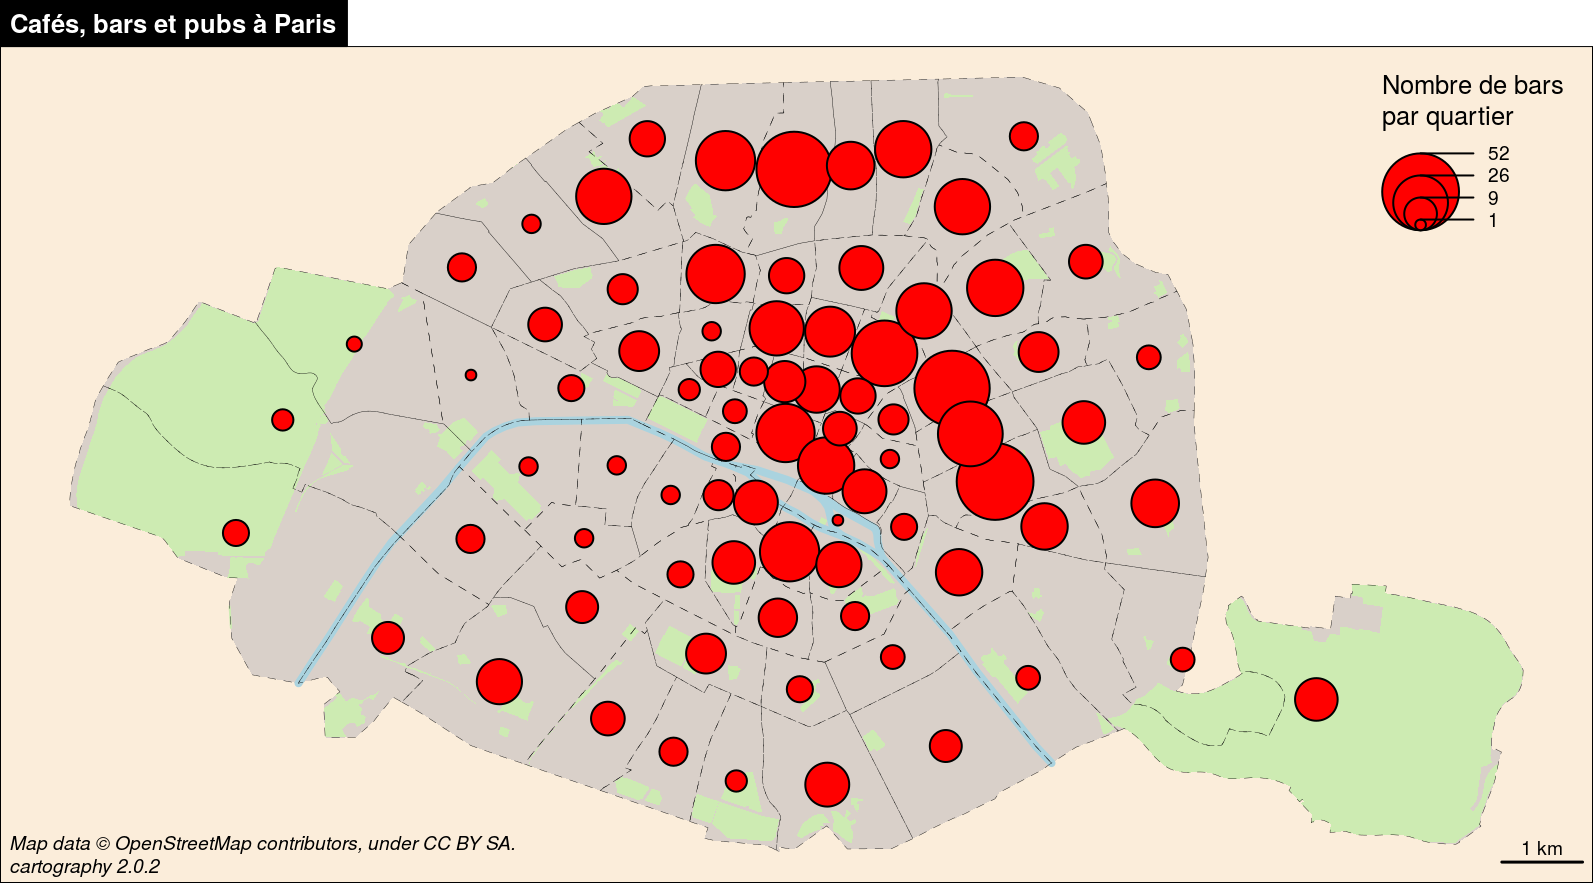 Cafés, bars et pubs à Paris
Nombre de bars
par quartier
52
26
9
1
Map data © OpenStreetMap contributors, under CC BY SA.
cartography 2.0.2
1 km